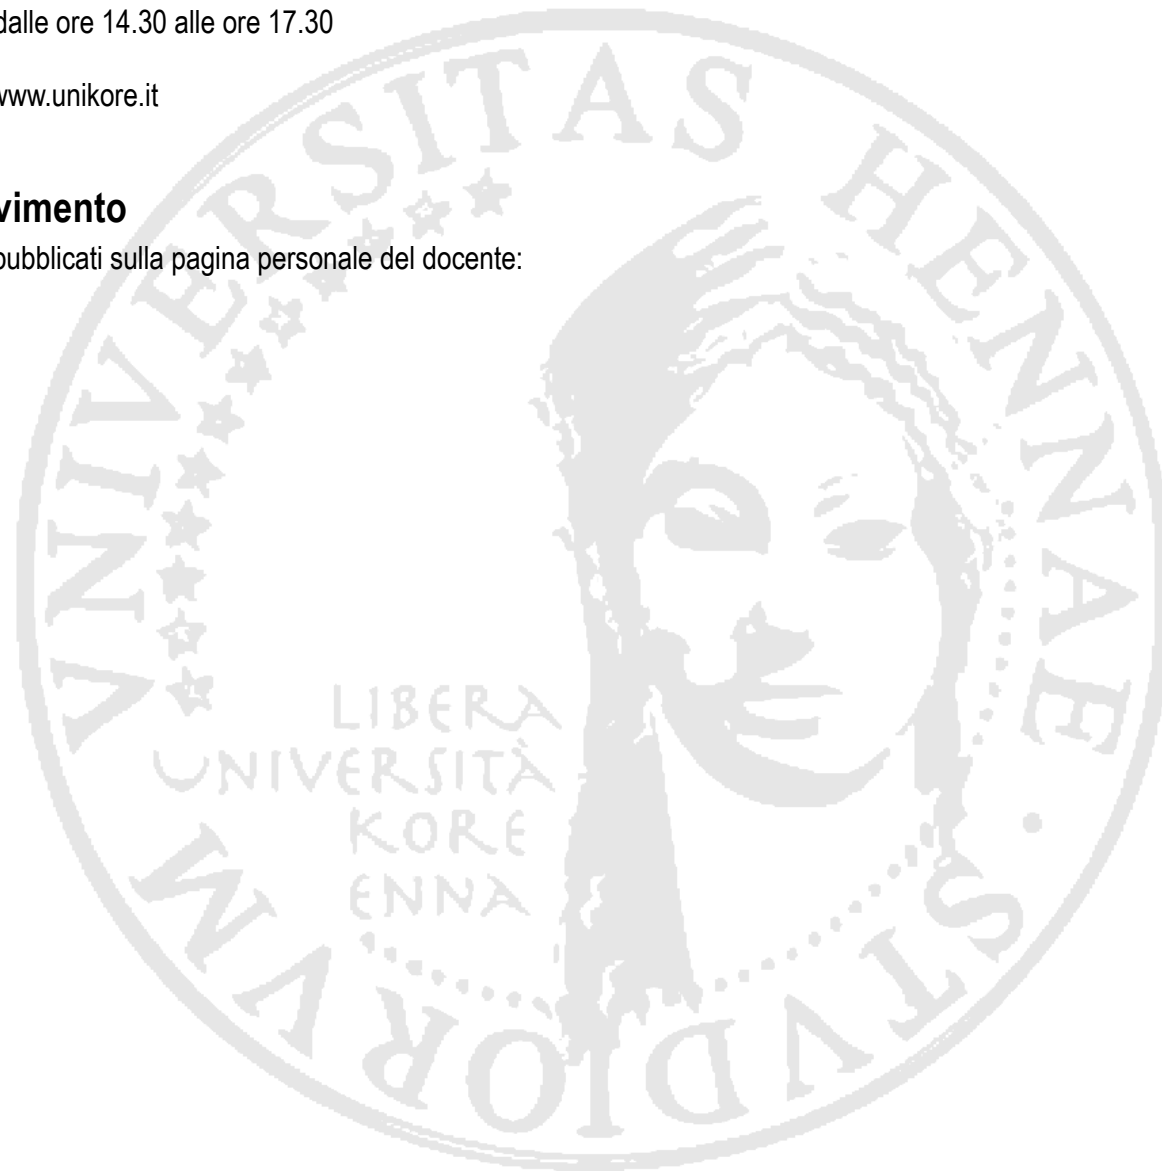 dalle ore 14.30 alle ore 17.30
www.unikore.it
vimento
pubblicati sulla pagina personale del docente:
VNIVERSITAS HENNAE • STVDIORVM
LIBERA
UNIVERSITÀ
KORE
ENNA